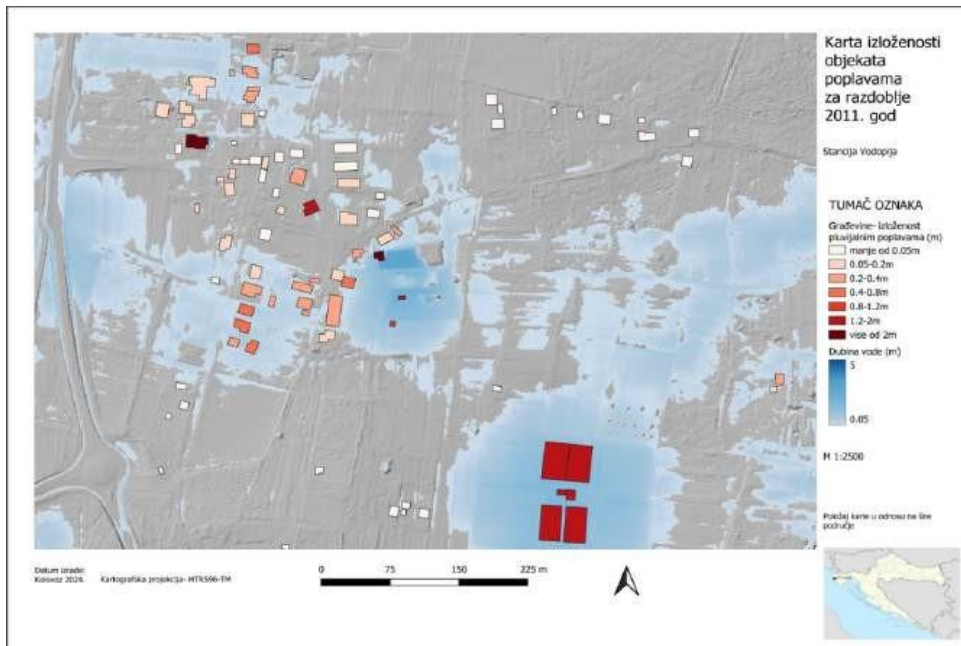 Karta izloženosti
objekata
poplavama
za razdoblje
2011. god
Stancija Vodopija
TUMAČ OZNAKA
Građevine- izloženost
pluvijalnim poplavama (m)
manje od 0.05m
0.05-0.2m
0.2-0.4m
0.4-0.8m
0.8-1.2m
1.2-2m
vise od 2m
Dubina vode (m)
5
0.05
M 1:2500
Položaj karte u odnosu na šire
područje
Datum izrade:
Kolovoz 2024.
Kartografska projekcija- HTRS96-TM
0 75 150 225 m